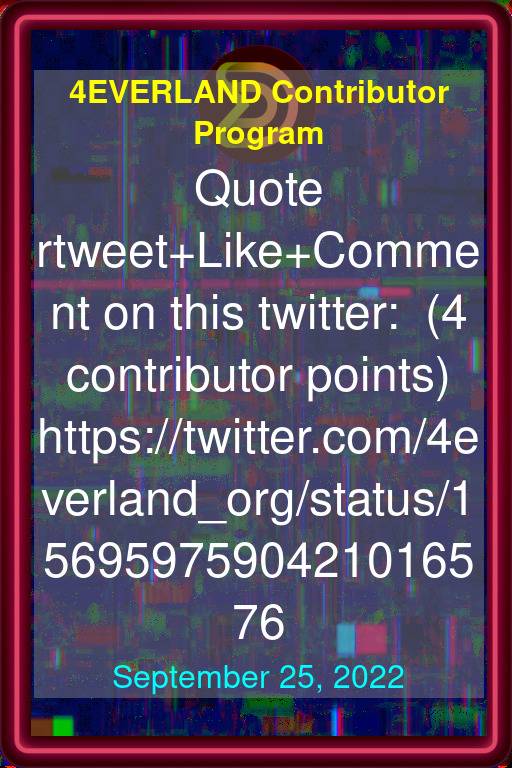 4EVERLAND Contributor
Program
Quote
rtweet+Like+Comme
nt on this twitter:  (4
contributor points)
https://twitter.com/4e
verland_org/status/1
5695975904210165
76
September 25, 2022